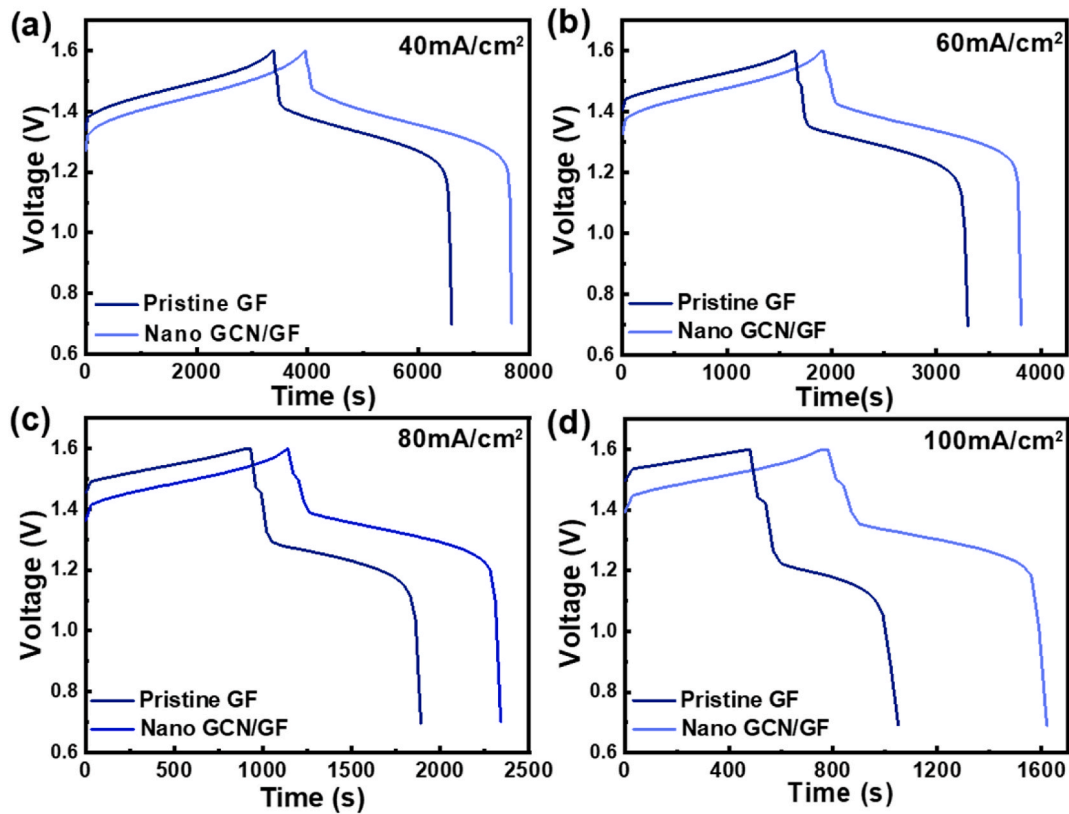 (a)
40mA/cm²
1.6
1.4
1.2
1.0
0.8
0.6
Voltage (V)
Pristine GF
Nano GCN/GF
0 2000 4000 6000 8000
Time (s)
(b)
60mA/cm²
1.6
1.4
1.2
1.0
0.8
0.6
Voltage (V)
Pristine GF
Nano GCN/GF
0 1000 2000 3000 4000
Time(s)
(c)
80mA/cm²
1.6
1.4
1.2
1.0
0.8
0.6
Voltage (V)
Pristine GF
Nano GCN/GF
0 500 1000 1500 2000 2500
Time (s)
(d)
100mA/cm²
1.6
1.4
1.2
1.0
0.8
0.6
Voltage (V)
Pristine GF
Nano GCN/GF
0 400 800 1200 1600
Time (s)